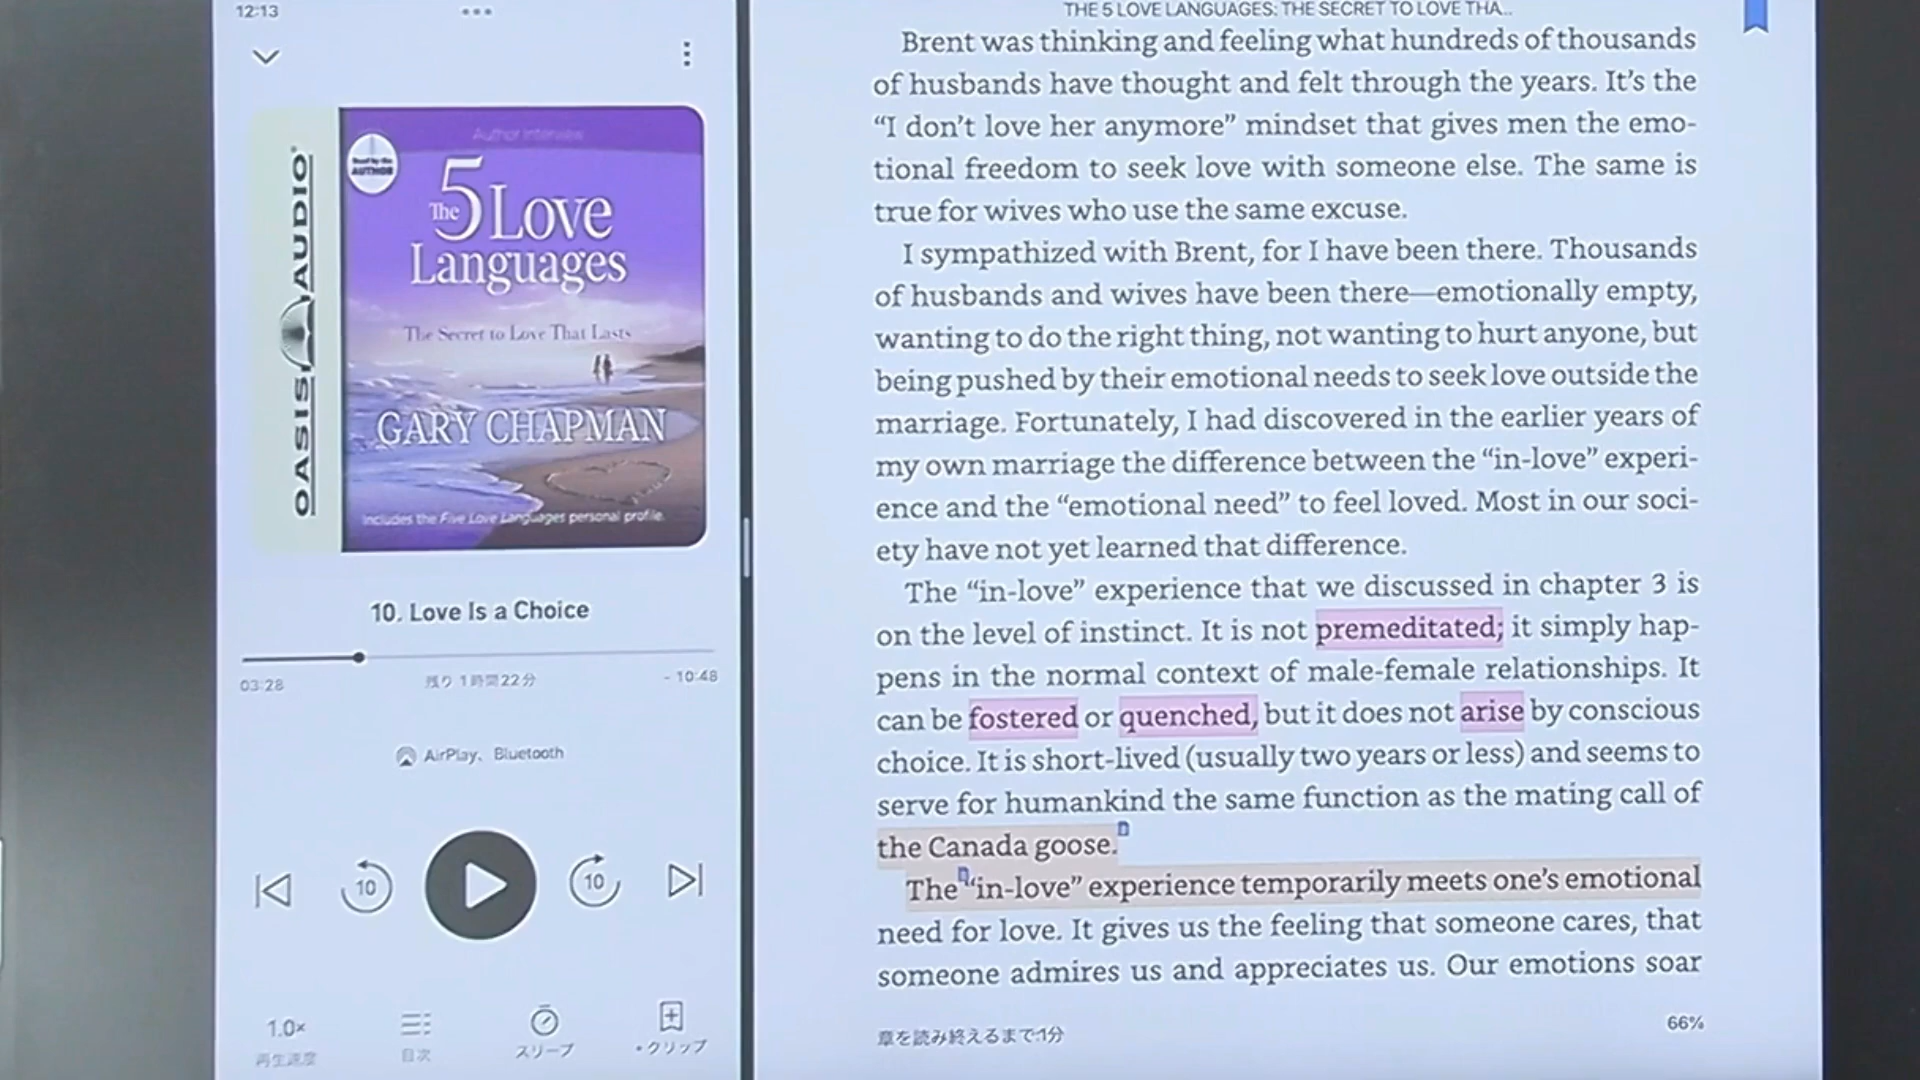 12:13
Author Interview
Read by the
AUTHOR
The 5 Love
Languages
The Secret to Love That Lasts
GARY CHAPMAN
Includes the Five Love Languages personal profile.
OASIS AUDIO
10. Love Is a Choice
03:28
残り 1時間22分
- 10:48
AirPlay、Bluetooth
10
10
1.0×
再生速度
目次
スリープ
・クリップ
THE 5 LOVE LANGUAGES: THE SECRET TO LOVE THA...
Brent was thinking and feeling what hundreds of thousands
of husbands have thought and felt through the years. It’s the
“I don’t love her anymore” mindset that gives men the emo-
tional freedom to seek love with someone else. The same is
true for wives who use the same excuse.
I sympathized with Brent, for I have been there. Thousands
of husbands and wives have been there—emotionally empty,
wanting to do the right thing, not wanting to hurt anyone, but
being pushed by their emotional needs to seek love outside the
marriage. Fortunately, I had discovered in the earlier years of
my own marriage the difference between the “in-love” experi-
ence and the “emotional need” to feel loved. Most in our soci-
ety have not yet learned that difference.
The “in-love” experience that we discussed in chapter 3 is
on the level of instinct. It is not premeditated; it simply hap-
pens in the normal context of male-female relationships. It
can be fostered or quenched, but it does not arise by conscious
choice. It is short-lived (usually two years or less) and seems to
serve for humankind the same function as the mating call of
the Canada goose.
The “in-love” experience temporarily meets one’s emotional
need for love. It gives us the feeling that someone cares, that
someone admires us and appreciates us. Our emotions soar
章を読み終えるまで:1分
66%